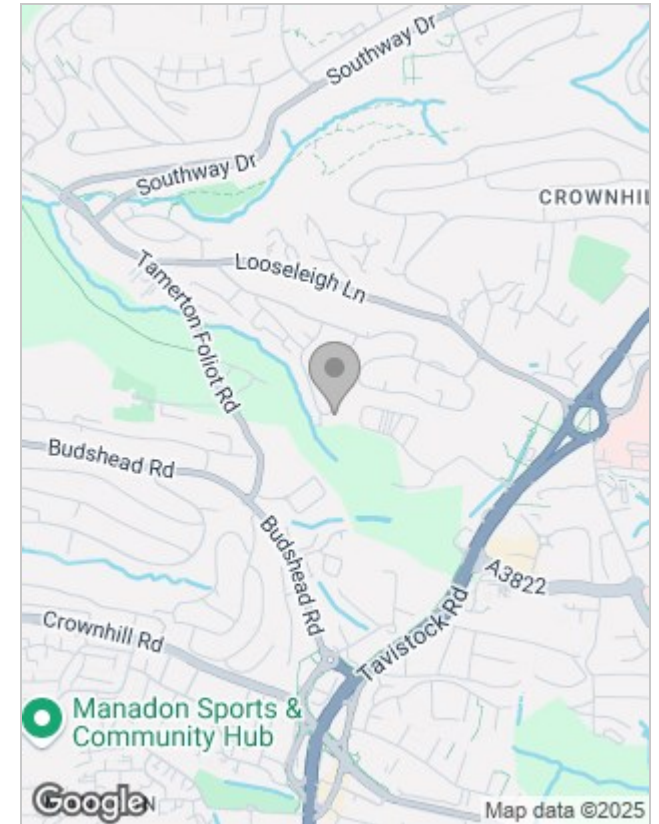 Southway Dr
Southway Dr
CROWNHIL
Looseleigh Ln
Tamerton Foliot Rd
Budshead Rd
Budshead Rd
A3822
Tavistock Rd
Crownhill Rd
Manadon Sports &
Community Hub
Google
Map data ©2025